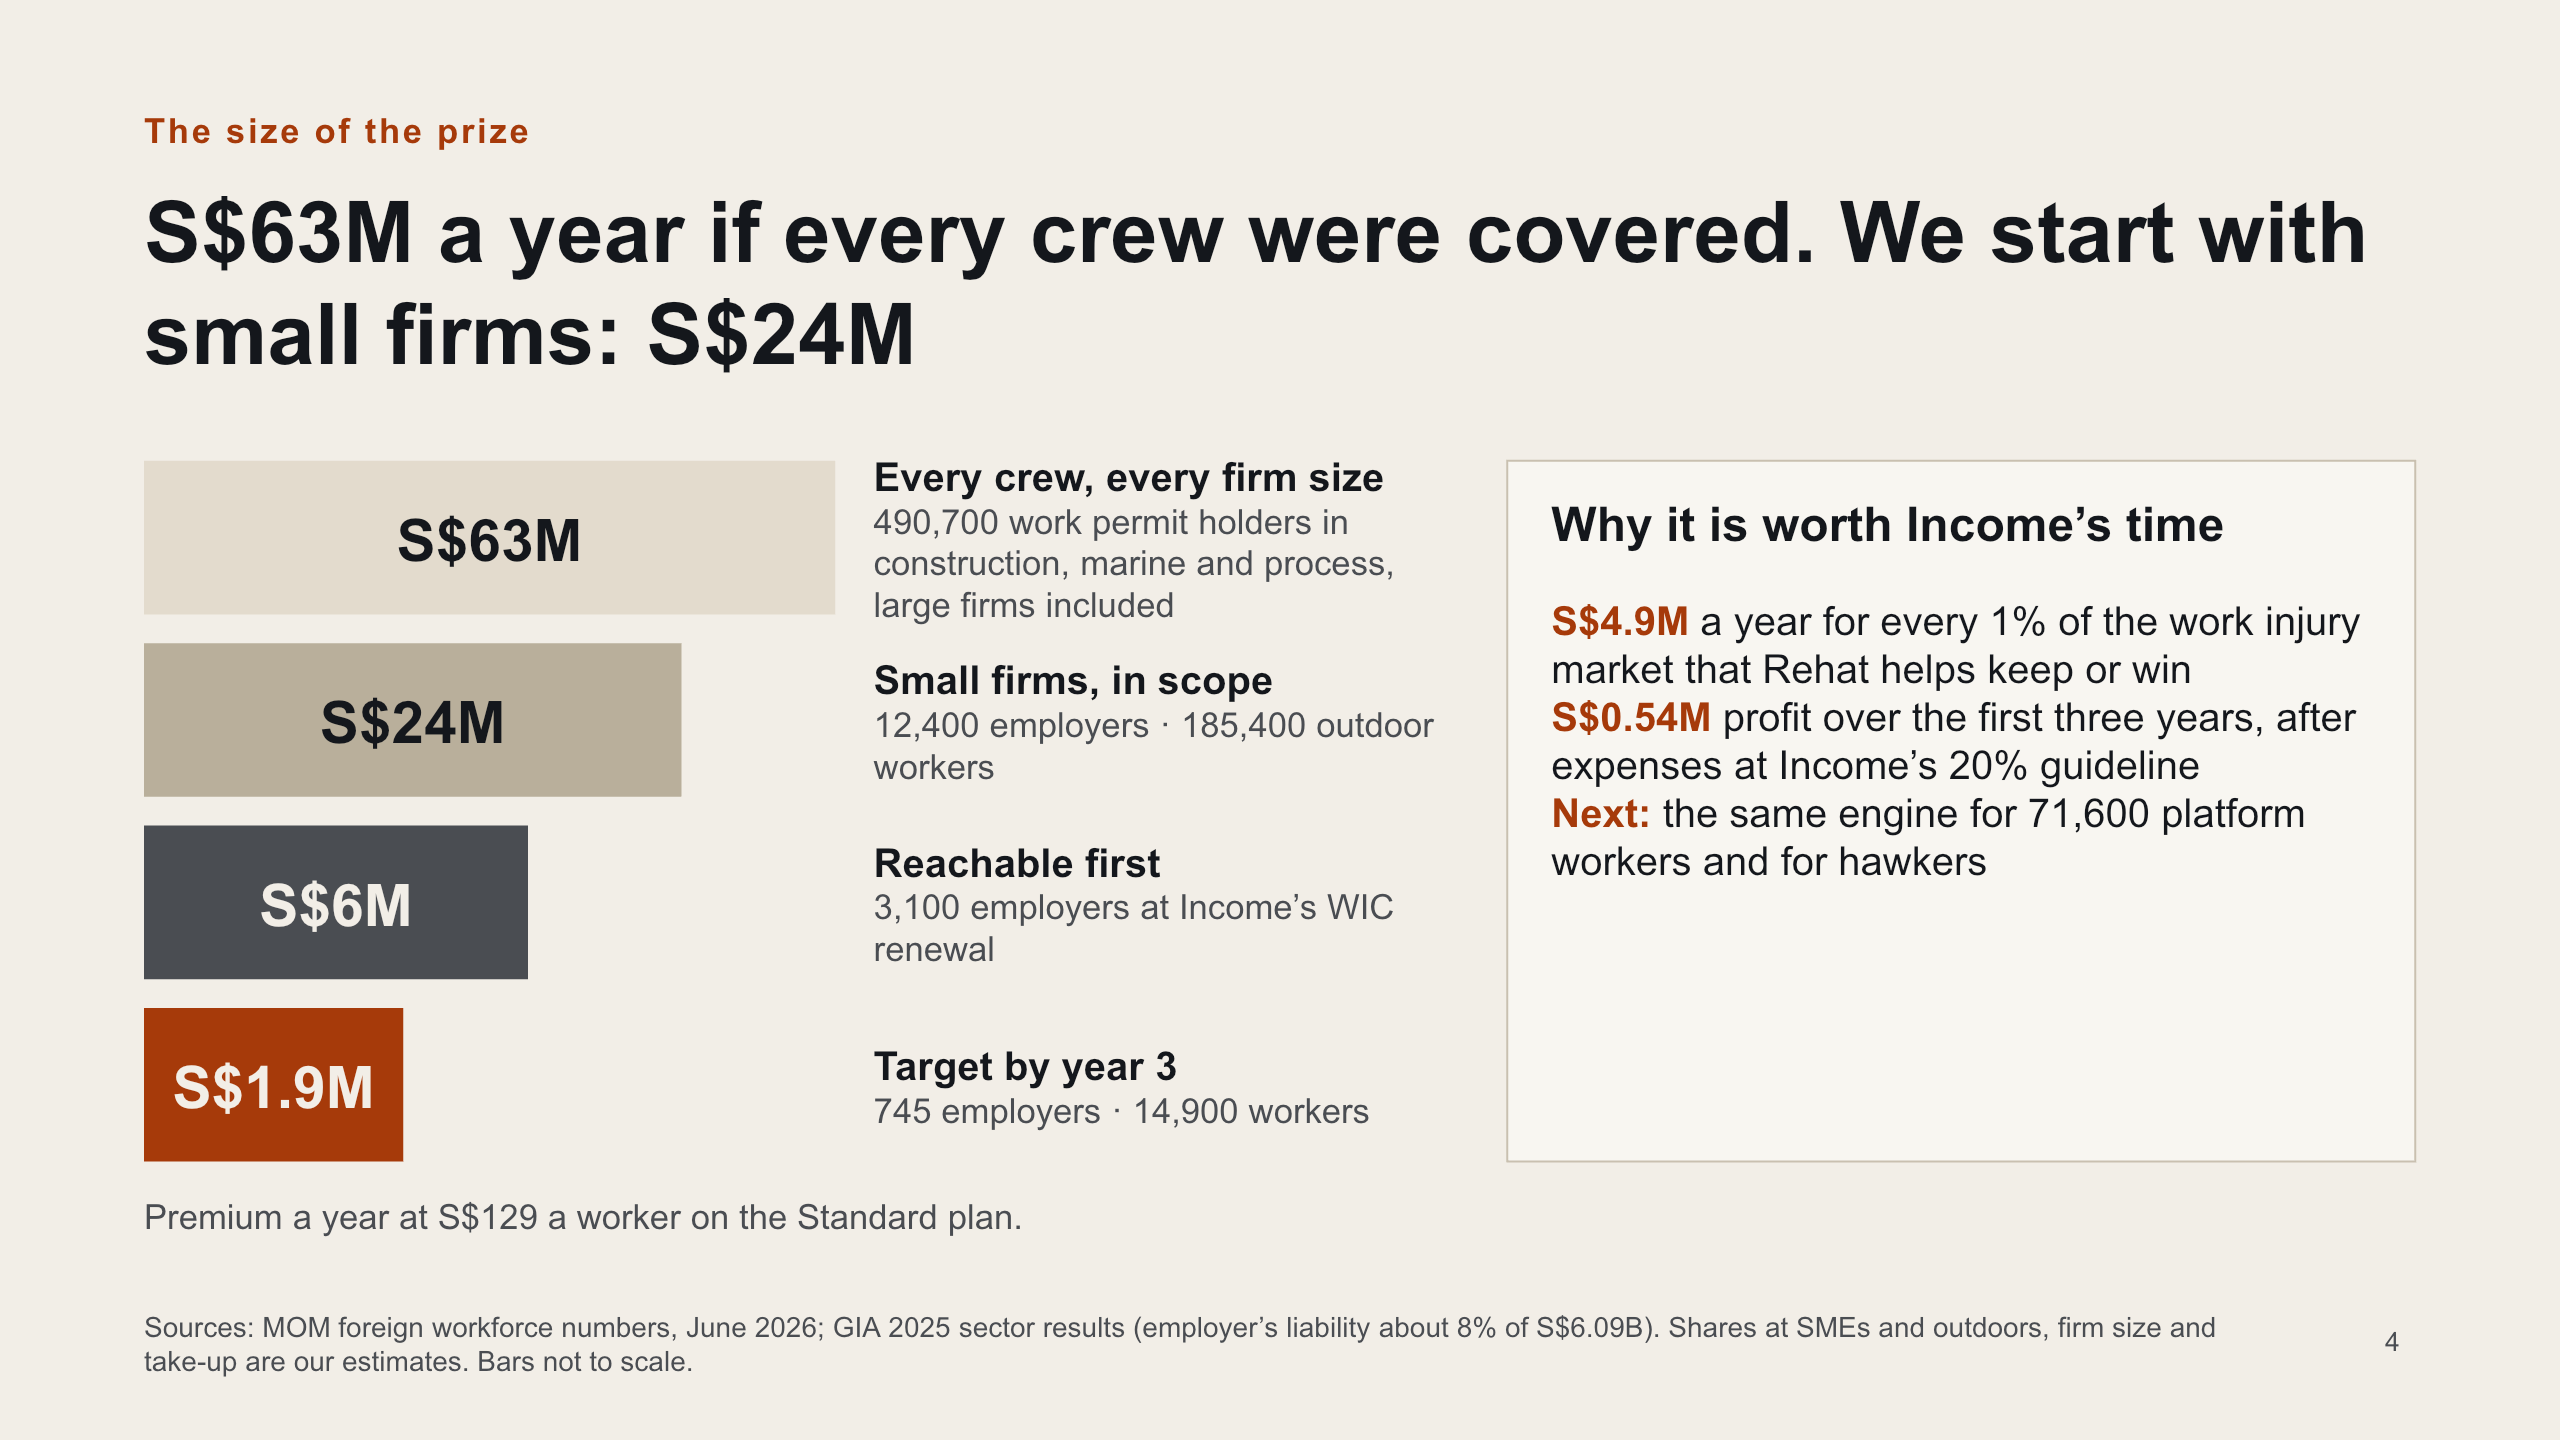 The size of the prize
S$63M a year if every crew were covered. We start with
small firms: S$24M
S$63M
Every crew, every firm size
490,700 work permit holders in
construction, marine and process,
large firms included
S$24M
Small firms, in scope
12,400 employers · 185,400 outdoor
workers
S$6M
Reachable first
3,100 employers at Income’s WIC
renewal
S$1.9M
Target by year 3
745 employers · 14,900 workers
Premium a year at S$129 a worker on the Standard plan.
Why it is worth Income’s time
S$4.9M a year for every 1% of the work injury
market that Rehat helps keep or win
S$0.54M profit over the first three years, after
expenses at Income’s 20% guideline
Next: the same engine for 71,600 platform
workers and for hawkers
Sources: MOM foreign workforce numbers, June 2026; GIA 2025 sector results (employer’s liability about 8% of S$6.09B). Shares at SMEs and outdoors, firm size and
take-up are our estimates. Bars not to scale.
4